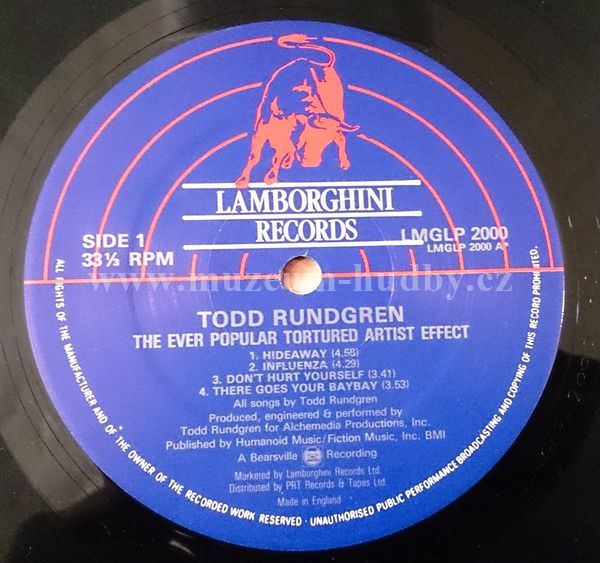 LAMBORGHINI
RECORDS
SIDE 1
33⅓ RPM
LMGLP 2000
LMGLP 2000 A*
www.muzeum-hudby.cz
TODD RUNDGREN
THE EVER POPULAR TORTURED ARTIST EFFECT
1. HIDEAWAY (4.58)
2. INFLUENZA (4.29)
3. DON'T HURT YOURSELF (3.41)
4. THERE GOES YOUR BAYBAY (3.53)
All songs by Todd Rundgren
Produced, engineered & performed by
Todd Rundgren for Alchemedia Productions, Inc.
Published by Humanoid Music/Fiction Music, Inc. BMI
A Bearsville Recording
Marketed by Lamborghini Records Ltd.
Distributed by PRT Records & Tapes Ltd.
Made in England
ALL RIGHTS OF THE MANUFACTURER AND OF THE OWNER OF THE RECORDED WORK RESERVED · UNAUTHORISED PUBLIC PERFORMANCE BROADCASTING AND COPYING OF THIS RECORD PROHIBITED.